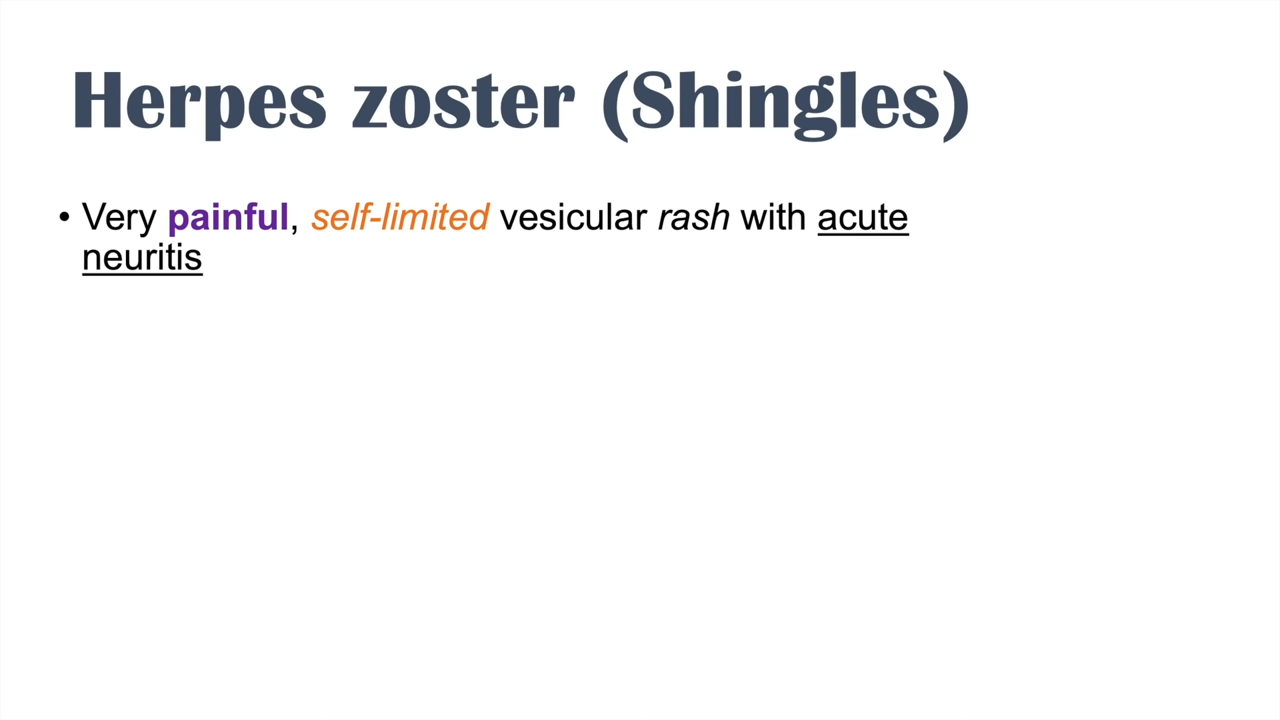 Herpes zoster (Shingles)
• Very painful, self-limited vesicular rash with acute
neuritis